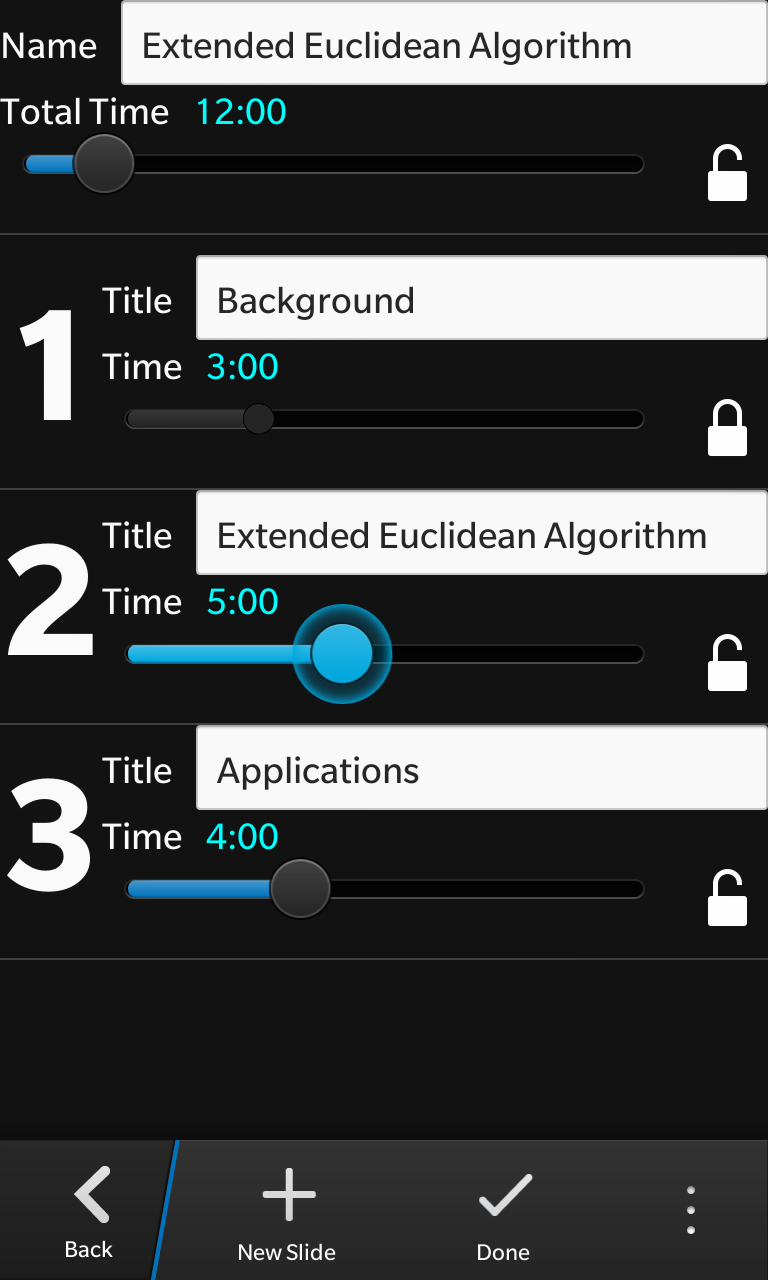 Name Extended Euclidean Algorithm
Total Time 12:00
1
Title Background
Time 3:00
2
Title Extended Euclidean Algorithm
Time 5:00
3
Title Applications
Time 4:00
Back New Slide Done